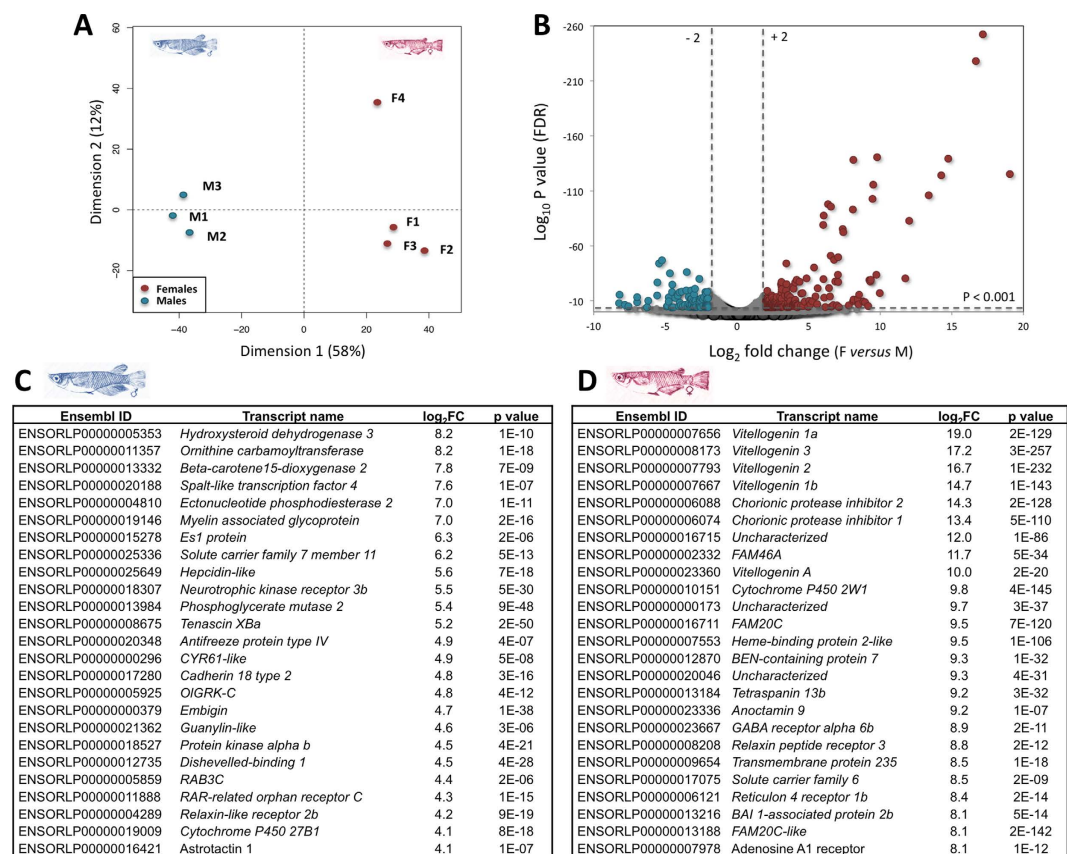 A
B
60
40
20
0
−20
−40
−20
0
20
40
Dimension 2 (12%)
Dimension 1 (58%)
F4
M3
M1
M2
F1
F3
F2
Females
Males
-260
-210
-160
-110
-60
-10
-10
-5
0
5
10
15
20
- 2
+ 2
P < 0.001
Log10 P value (FDR)
Log2 fold change (F versus M)
C
Ensembl ID Transcript name log2FC p value
ENSORLP00000005353 Hydroxysteroid dehydrogenase 3 8.2 1E-10
ENSORLP00000011357 Ornithine carbamoyltransferase 8.2 1E-18
ENSORLP00000013332 Beta-carotene15-dioxygenase 2 7.8 7E-09
ENSORLP00000020188 Spalt-like transcription factor 4 7.6 1E-07
ENSORLP00000004810 Ectonucleotide phosphodiesterase 2 7.0 1E-11
ENSORLP00000019146 Myelin associated glycoprotein 7.0 2E-16
ENSORLP00000015278 Es1 protein 6.3 2E-06
ENSORLP00000025336 Solute carrier family 7 member 11 6.2 5E-13
ENSORLP00000025649 Hepcidin-like 5.6 7E-18
ENSORLP00000018307 Neurotrophic kinase receptor 3b 5.5 5E-30
ENSORLP00000013984 Phosphoglycerate mutase 2 5.4 9E-48
ENSORLP00000008675 Tenascin XBa 5.2 2E-50
ENSORLP00000020348 Antifreeze protein type IV 4.9 4E-07
ENSORLP00000000296 CYR61-like 4.9 5E-08
ENSORLP00000017280 Cadherin 18 type 2 4.8 3E-16
ENSORLP00000005925 OlGRK-C 4.8 4E-12
ENSORLP00000000379 Embigin 4.7 1E-38
ENSORLP00000021362 Guanylin-like 4.6 3E-06
ENSORLP00000018527 Protein kinase alpha b 4.5 4E-21
ENSORLP00000012735 Dishevelled-binding 1 4.5 4E-28
ENSORLP00000005859 RAB3C 4.4 2E-06
ENSORLP00000011888 RAR-related orphan receptor C 4.3 1E-15
ENSORLP00000004289 Relaxin-like receptor 2b 4.2 9E-19
ENSORLP00000019009 Cytochrome P450 27B1 4.1 8E-18
ENSORLP00000016421 Astrotactin 1 4.1 1E-07
D
Ensembl ID Transcript name log2FC p value
ENSORLP00000007656 Vitellogenin 1a 19.0 2E-129
ENSORLP00000008173 Vitellogenin 3 17.2 3E-257
ENSORLP00000007793 Vitellogenin 2 16.7 1E-232
ENSORLP00000007667 Vitellogenin 1b 14.7 1E-143
ENSORLP00000006088 Chorionic protease inhibitor 2 14.3 2E-128
ENSORLP00000006074 Chorionic protease inhibitor 1 13.4 5E-110
ENSORLP00000016715 Uncharacterized 12.0 1E-86
ENSORLP00000002332 FAM46A 11.7 5E-34
ENSORLP00000023360 Vitellogenin A 10.0 2E-20
ENSORLP00000010151 Cytochrome P450 2W1 9.8 4E-145
ENSORLP00000000173 Uncharacterized 9.7 3E-37
ENSORLP00000016711 FAM20C 9.5 7E-120
ENSORLP00000007553 Heme-binding protein 2-like 9.5 1E-106
ENSORLP00000012870 BEN-containing protein 7 9.3 1E-32
ENSORLP00000020046 Uncharacterized 9.3 4E-31
ENSORLP00000013184 Tetraspanin 13b 9.2 3E-32
ENSORLP00000023336 Anoctamin 9 9.2 1E-07
ENSORLP00000023667 GABA receptor alpha 6b 8.9 2E-11
ENSORLP00000008208 Relaxin peptide receptor 3 8.8 2E-12
ENSORLP00000009654 Transmembrane protein 235 8.5 1E-18
ENSORLP00000017075 Solute carrier family 6 8.5 2E-09
ENSORLP00000006121 Reticulon 4 receptor 1b 8.4 2E-14
ENSORLP00000013216 BAI 1-associated protein 2b 8.1 5E-14
ENSORLP00000013188 FAM20C-like 8.1 2E-142
ENSORLP00000007978 Adenosine A1 receptor 8.1 1E-12